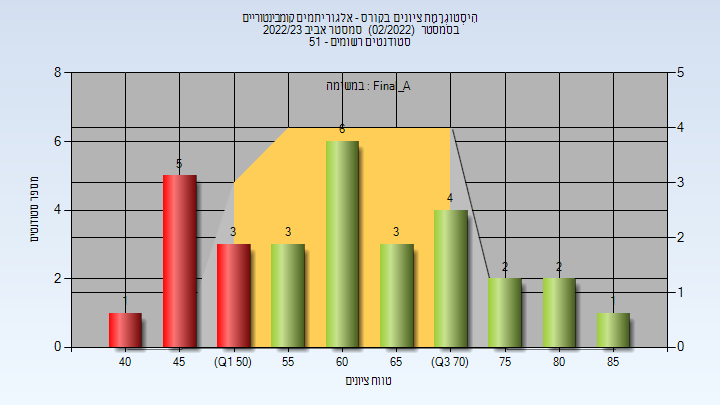 הִיסְטוֹגְרָמַת ציונים בקורס - אלגוריתמים קומבינטוריים
בסמסטר (02/2022) סמסטר אביב 2022/23
סטודנטים רשומים - 51
במשימה : Final_A
8 6 4 2 0
מספר סטודנטים
5 4 3 2 1 0
1 5 3 3 6 3 4 2 2 1
40 45 (Q1 50) 55 60 65 (Q3 70) 75 80 85
טווח ציונים